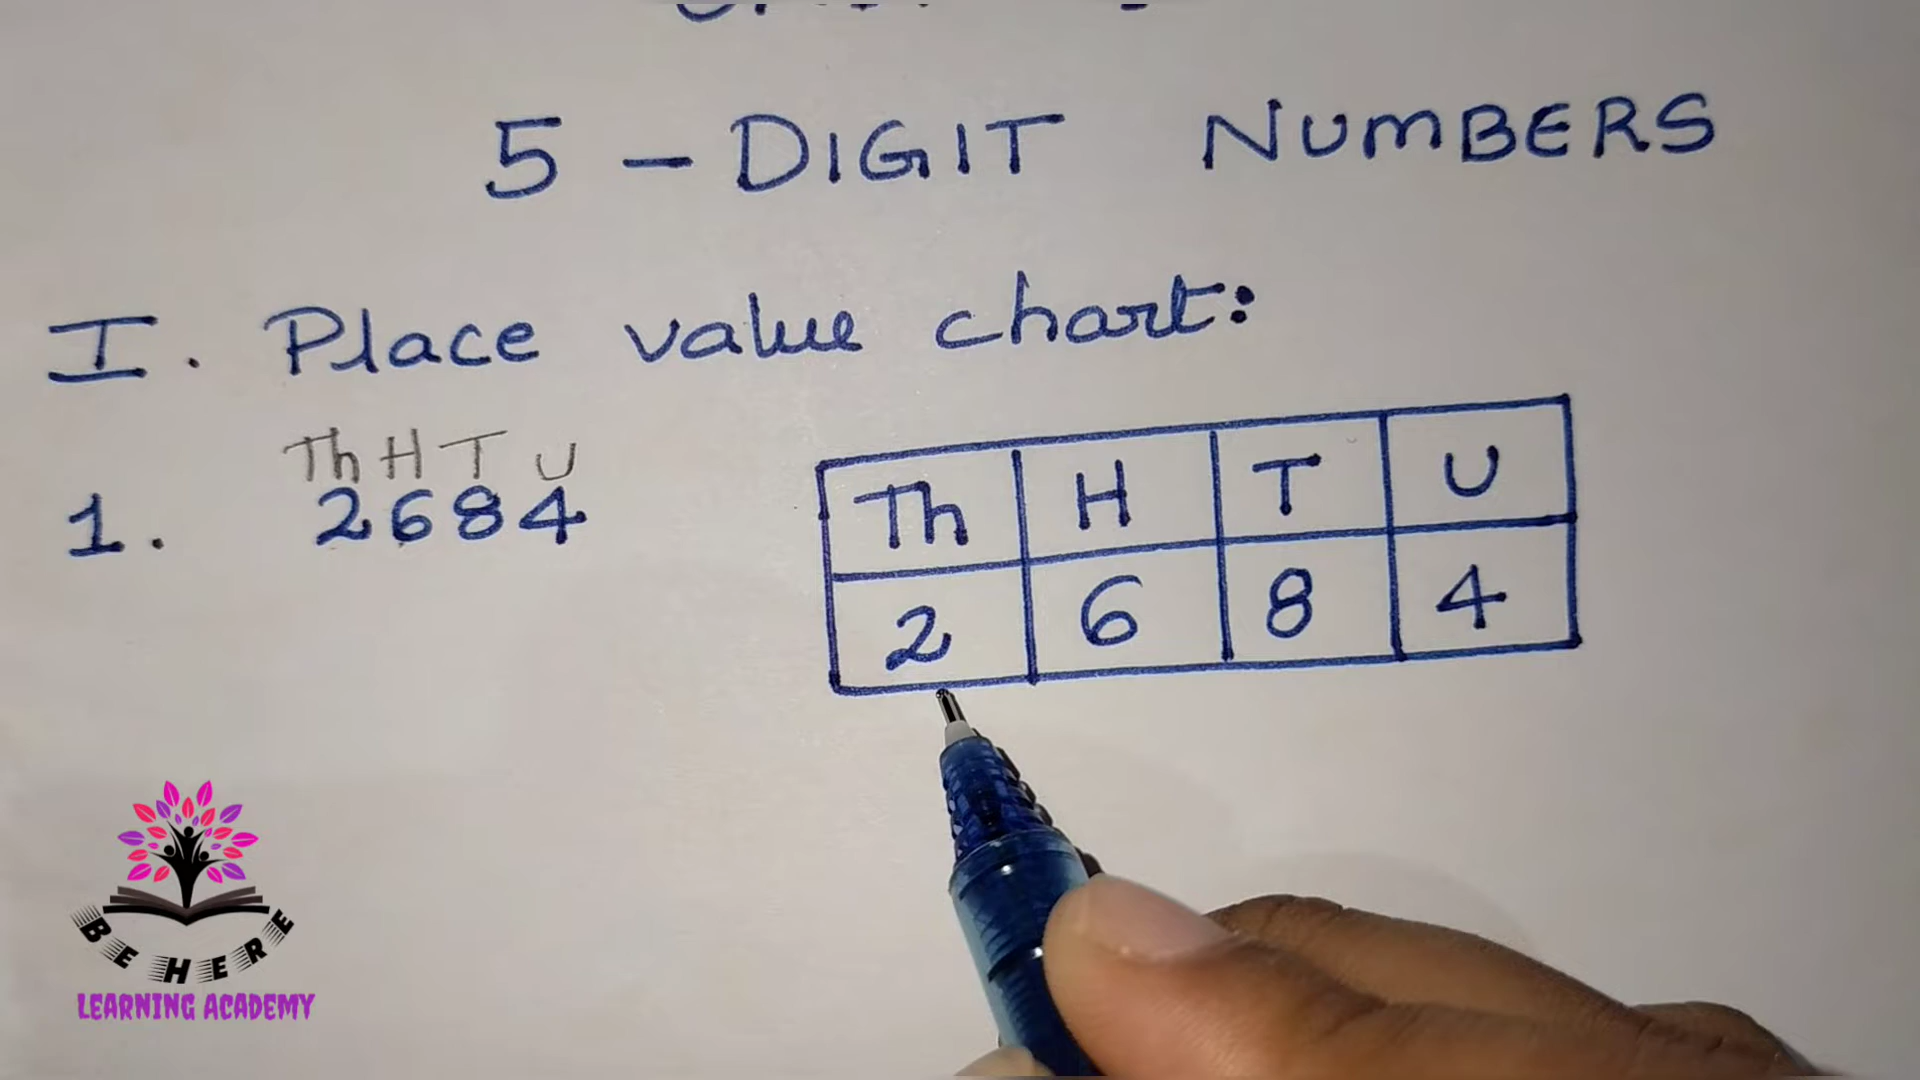 5 - DIGIT NUMBERS
I. Place value chart:
Th H T U
1. 2684
Th H T U
2 6 8 4
BE HERE
LEARNING ACADEMY